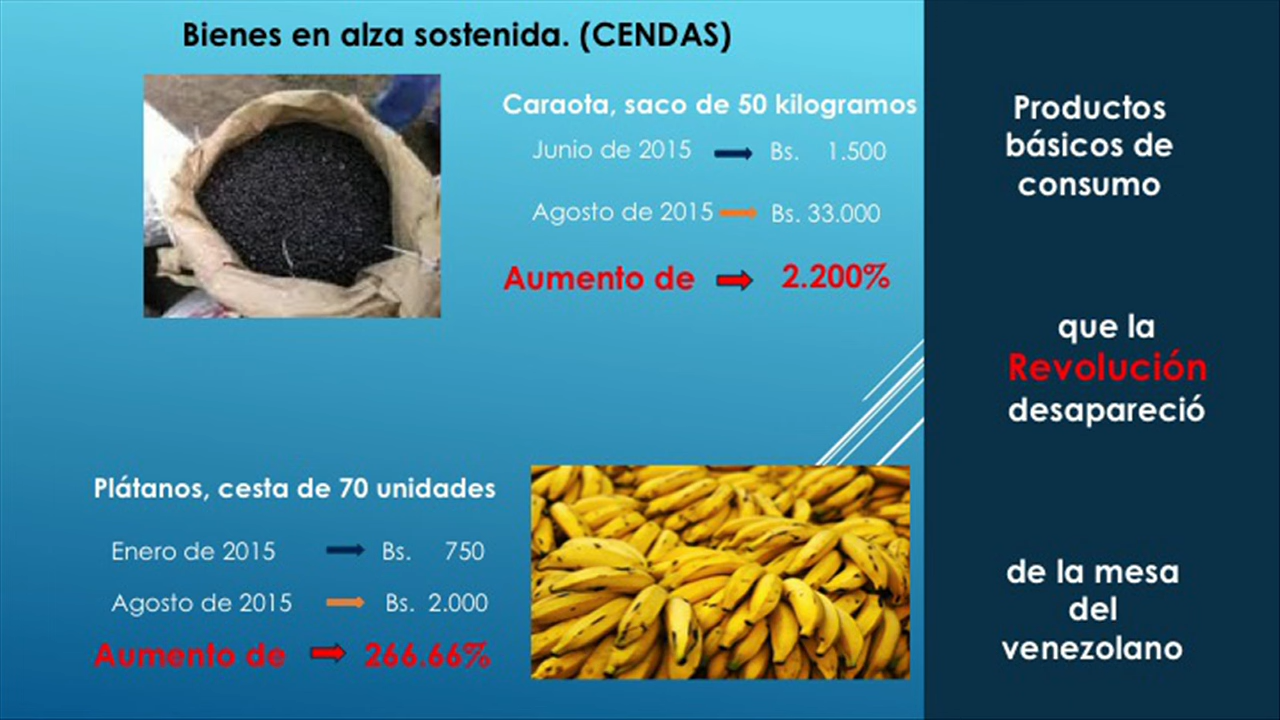 Bienes en alza sostenida. (CENDAS)
Caraota, saco de 50 kilogramos
Junio de 2015 Bs. 1.500
Agosto de 2015 Bs. 33.000
Aumento de 2.200%
Plátanos, cesta de 70 unidades
Enero de 2015 Bs. 750
Agosto de 2015 Bs. 2.000
Aumento de 266.66%
Productos
básicos de
consumo
que la
Revolución
desapareció
de la mesa
del
venezolano